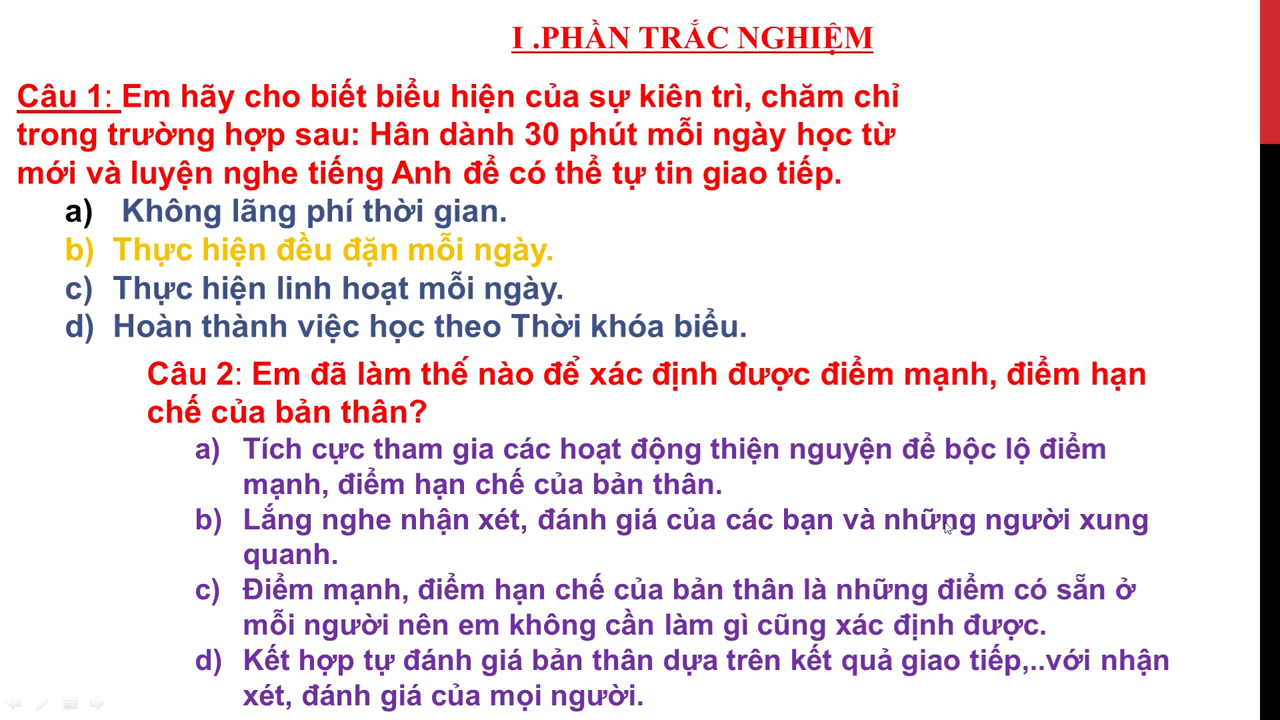 I .PHẦN TRẮC NGHIỆM
Câu 1: Em hãy cho biết biểu hiện của sự kiên trì, chăm chỉ
trong trường hợp sau: Hân dành 30 phút mỗi ngày học từ
mới và luyện nghe tiếng Anh để có thể tự tin giao tiếp.
a) Không lãng phí thời gian.
b) Thực hiện đều đặn mỗi ngày.
c) Thực hiện linh hoạt mỗi ngày.
d) Hoàn thành việc học theo Thời khóa biểu.
Câu 2: Em đã làm thế nào để xác định được điểm mạnh, điểm hạn
chế của bản thân?
a) Tích cực tham gia các hoạt động thiện nguyện để bộc lộ điểm
mạnh, điểm hạn chế của bản thân.
b) Lắng nghe nhận xét, đánh giá của các bạn và những người xung
quanh.
c) Điểm mạnh, điểm hạn chế của bản thân là những điểm có sẵn ở
mỗi người nên em không cần làm gì cũng xác định được.
d) Kết hợp tự đánh giá bản thân dựa trên kết quả giao tiếp,..với nhận
xét, đánh giá của mọi người.